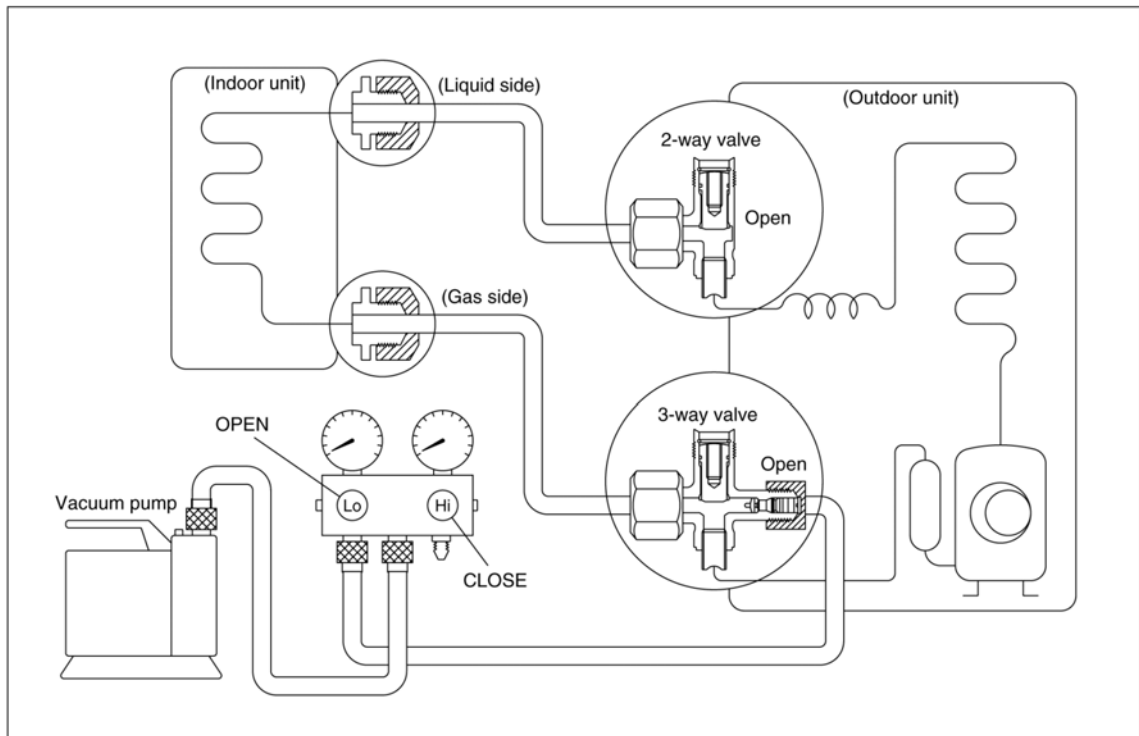 (Indoor unit)
(Liquid side)
(Outdoor unit)
2-way valve
Open
(Gas side)
3-way valve
Open
OPEN
Vacuum pump
Lo
Hi
CLOSE